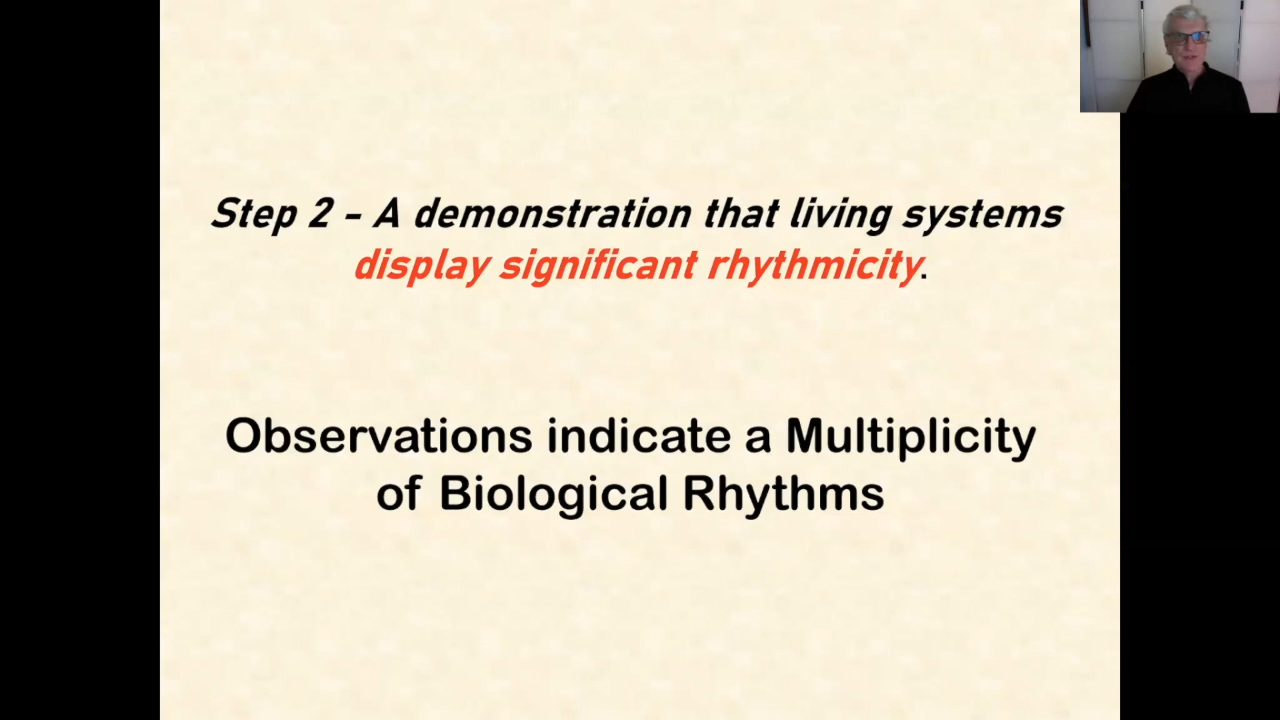 Step 2 – A demonstration that living systems
display significant rhythmicity.
Observations indicate a Multiplicity
of Biological Rhythms